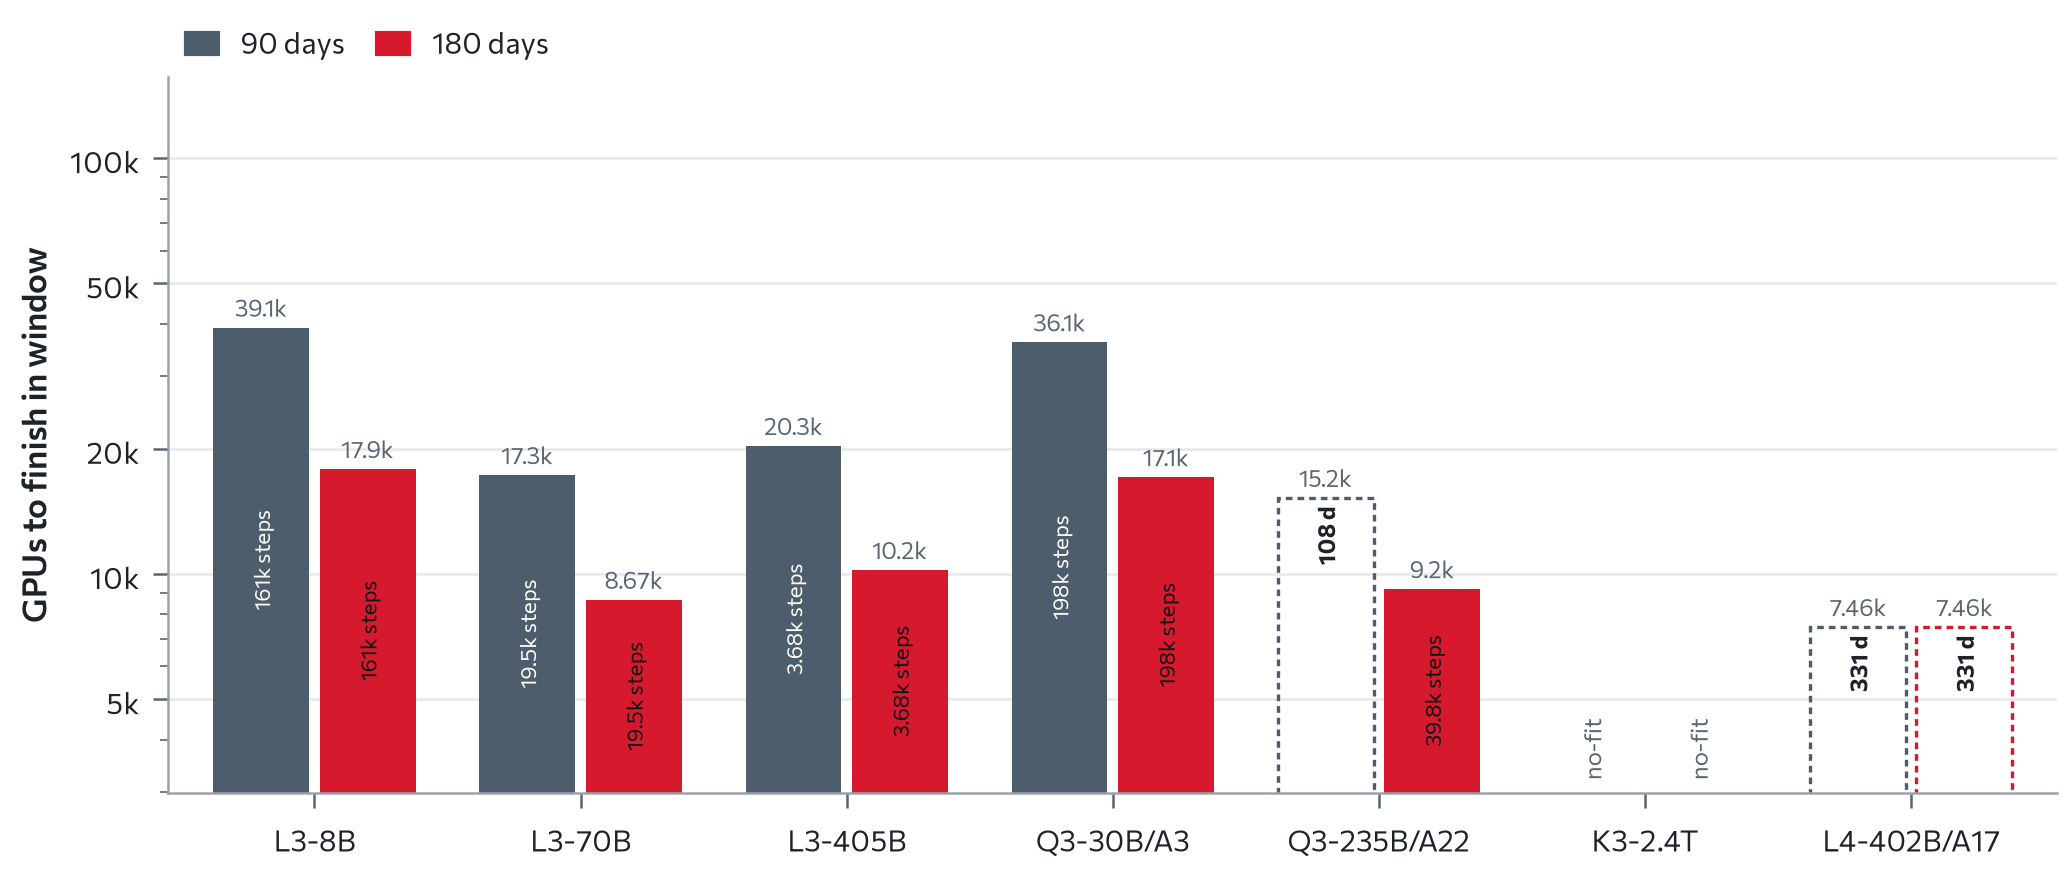 90 days
180 days
GPUs to finish in window
100k
50k
20k
10k
5k
39.1k
161k steps
17.9k
161k steps
17.3k
19.5k steps
8.67k
19.5k steps
20.3k
3.68k steps
10.2k
3.68k steps
36.1k
198k steps
17.1k
198k steps
15.2k
108 d
9.2k
39.8k steps
no-fit
no-fit
7.46k
331 d
7.46k
331 d
L3-8B
L3-70B
L3-405B
Q3-30B/A3
Q3-235B/A22
K3-2.4T
L4-402B/A17